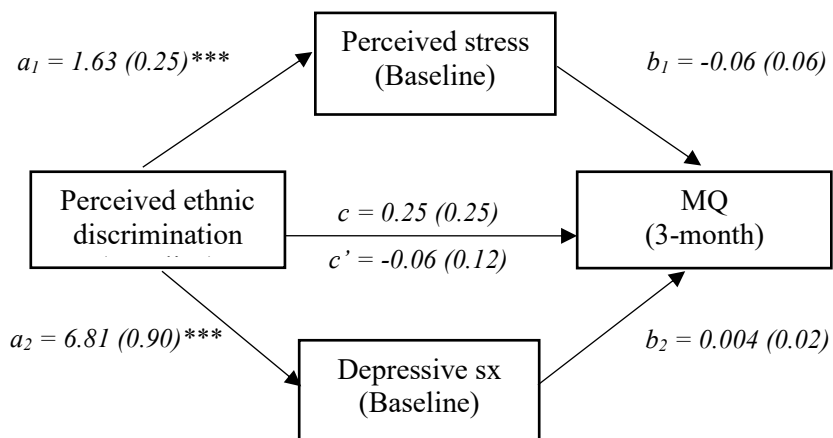 Perceived stress
(Baseline)
a₁ = 1.63 (0.25)***
b₁ = -0.06 (0.06)
Perceived ethnic
discrimination
c = 0.25 (0.25)
c’ = -0.06 (0.12)
MQ
(3-month)
a₂ = 6.81 (0.90)***
b₂ = 0.004 (0.02)
Depressive sx
(Baseline)